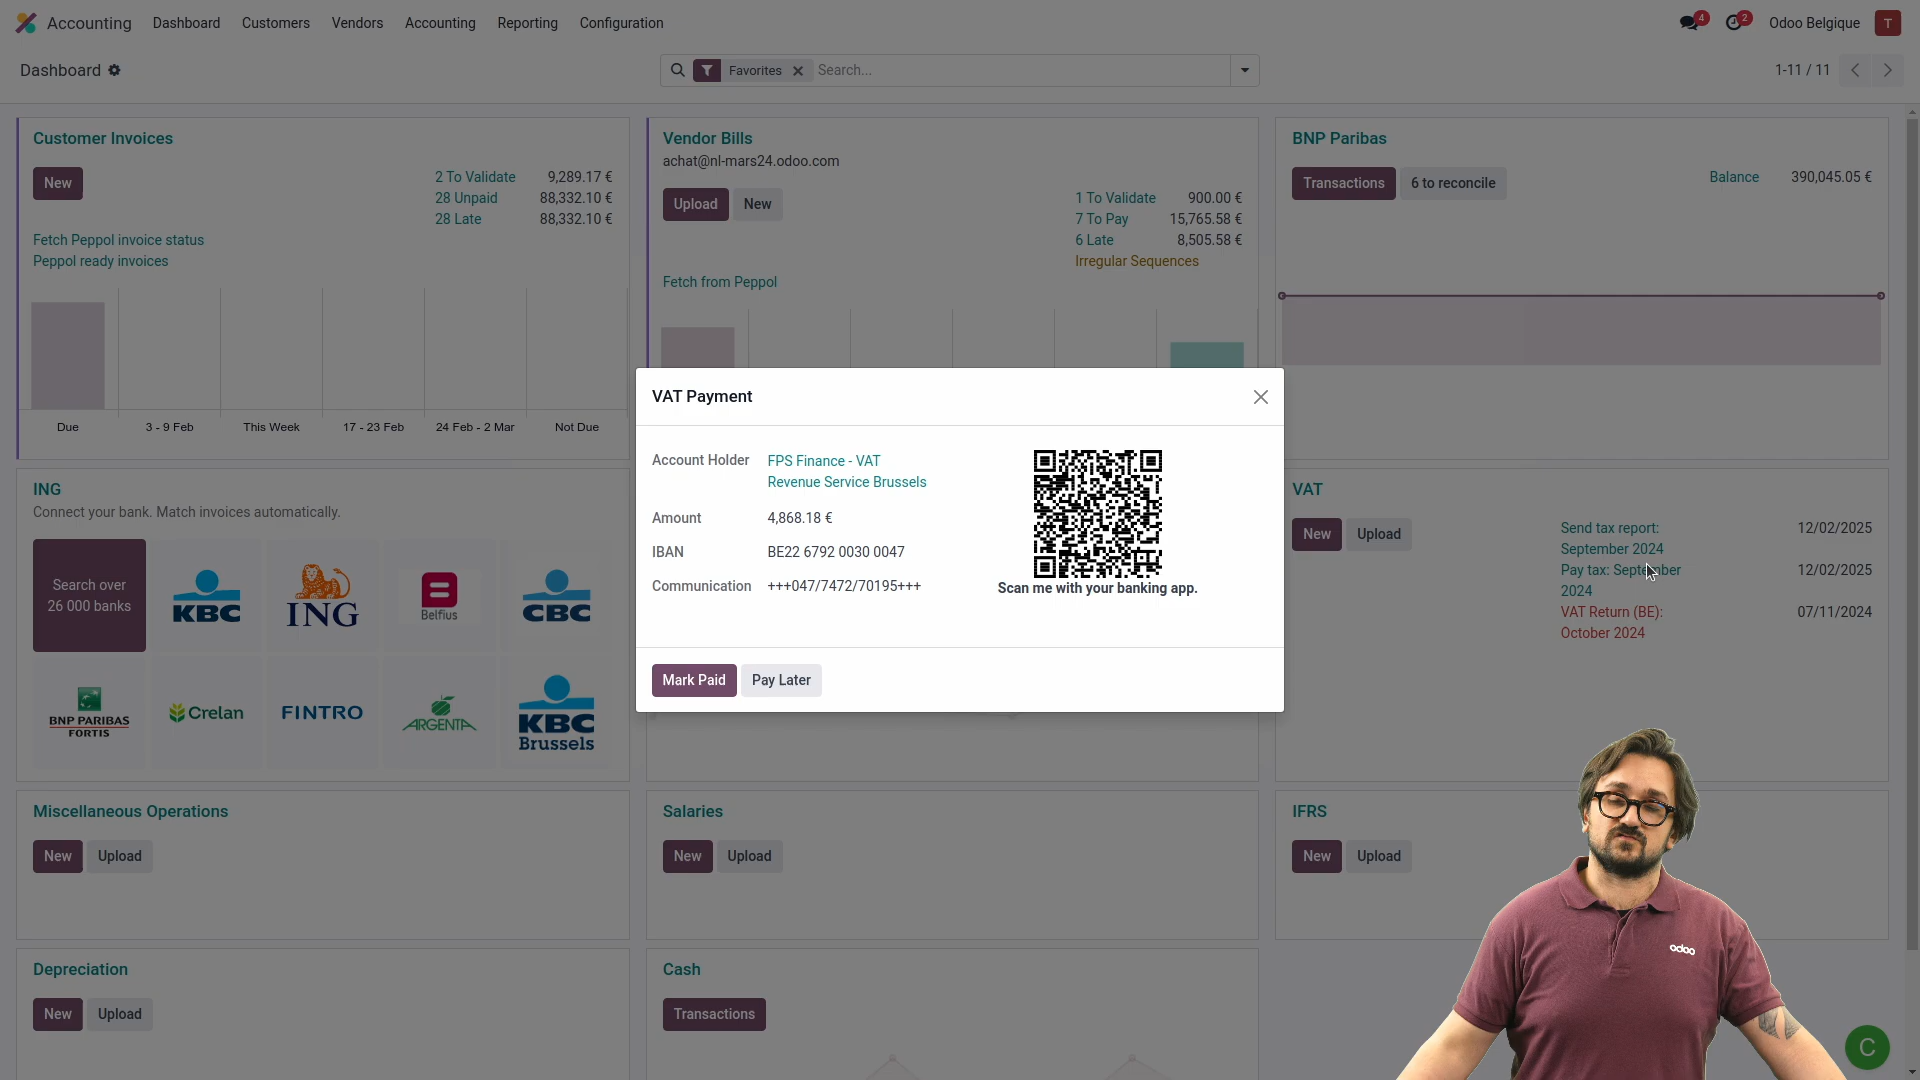 Accounting
Dashboard
Customers
Vendors
Accounting
Reporting
Configuration
4
2
Odoo Belgique
T
Dashboard
Favorites
Search...
1-11 / 11
Customer Invoices
New
2 To Validate 9,289.17 €
28 Unpaid 88,332.10 €
28 Late 88,332.10 €
Fetch Peppol invoice status
Peppol ready invoices
Due
3 - 9 Feb
This Week
17 - 23 Feb
24 Feb - 2 Mar
Not Due
Vendor Bills
achat@nl-mars24.odoo.com
Upload
New
1 To Validate 900.00 €
7 To Pay 15,765.58 €
6 Late 8,505.58 €
Irregular Sequences
Fetch from Peppol
BNP Paribas
Transactions
6 to reconcile
Balance 390,045.05 €
VAT Payment
Account Holder
FPS Finance - VAT
Revenue Service Brussels
Amount 4,868.18 €
IBAN BE22 6792 0030 0047
Communication +++047/7472/70195+++
Scan me with your banking app.
Mark Paid
Pay Later
ING
Connect your bank. Match invoices automatically.
Search over
26 000 banks
KBC
ING
Belfius
CBC
BNP PARIBAS
FORTIS
Crelan
FINTRO
ARGENTA
KBC
Brussels
VAT
New
Upload
Send tax report: 12/02/2025
September 2024
Pay tax: September 12/02/2025
2024
VAT Return (BE): 07/11/2024
October 2024
Miscellaneous Operations
New
Upload
Salaries
New
Upload
IFRS
New
Upload
Depreciation
New
Upload
Cash
Transactions
odoo
C